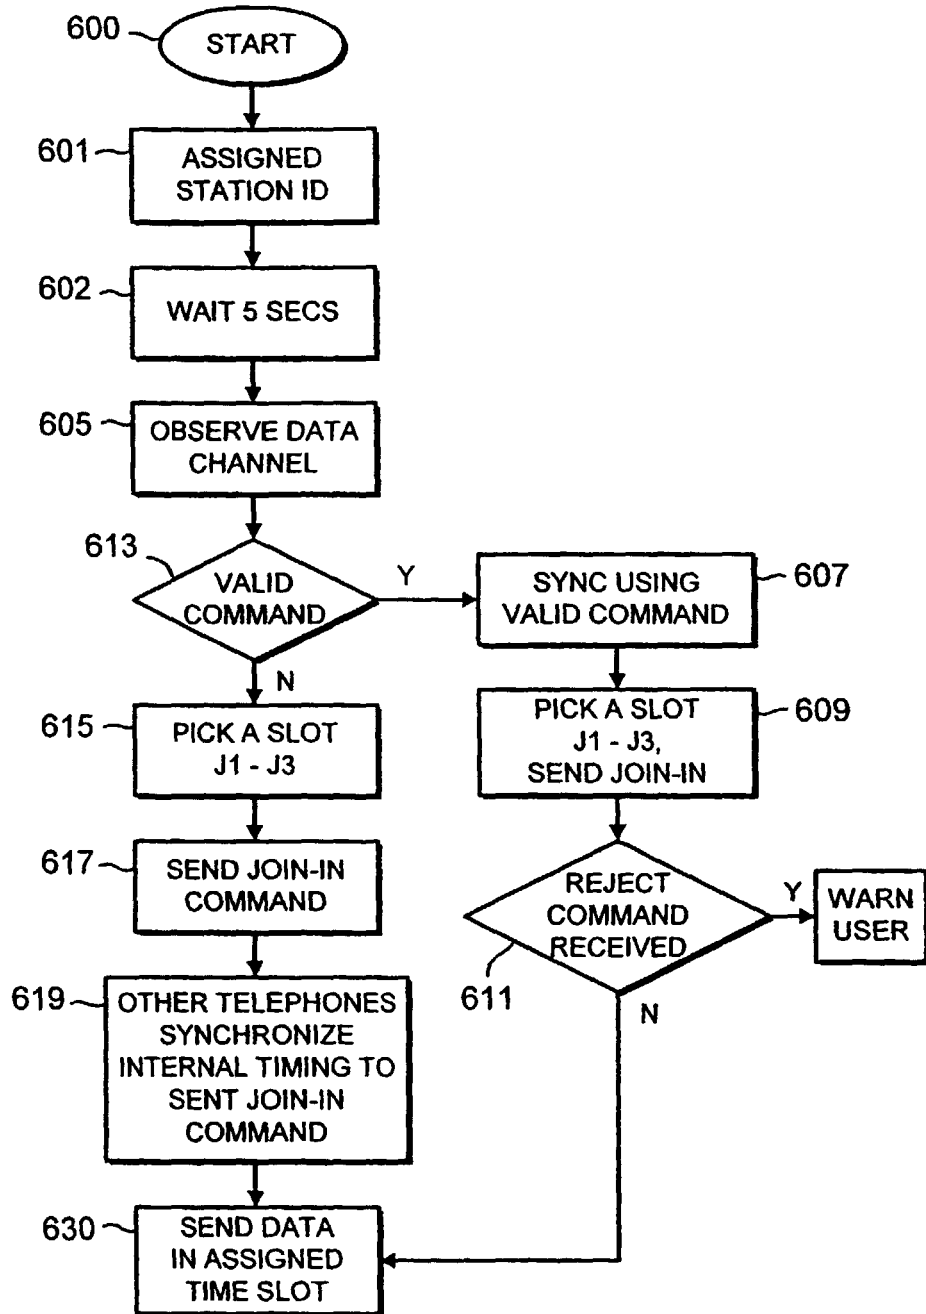 600
START
601
ASSIGNED
STATION ID
602
WAIT 5 SECS
605
OBSERVE DATA
CHANNEL
613
VALID
COMMAND
Y
N
SYNC USING
VALID COMMAND
607
615
PICK A SLOT
J1 - J3
PICK A SLOT
J1 - J3,
SEND JOIN-IN
609
617
SEND JOIN-IN
COMMAND
REJECT
COMMAND
RECEIVED
611
Y
N
WARN
USER
619
OTHER TELEPHONES
SYNCHRONIZE
INTERNAL TIMING TO
SENT JOIN-IN
COMMAND
630
SEND DATA
IN ASSIGNED
TIME SLOT